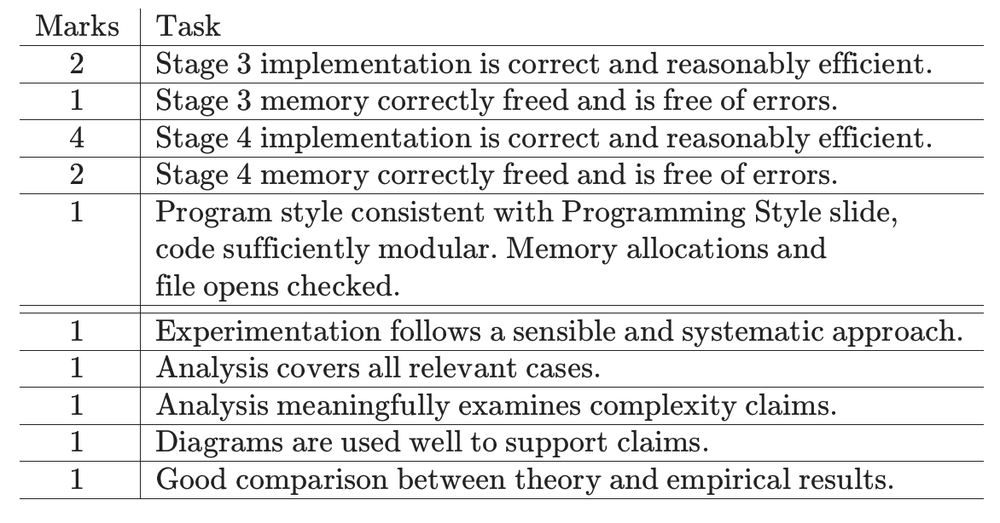 Marks Task
2 Stage 3 implementation is correct and reasonably efficient.
1 Stage 3 memory correctly freed and is free of errors.
4 Stage 4 implementation is correct and reasonably efficient.
2 Stage 4 memory correctly freed and is free of errors.
1 Program style consistent with Programming Style slide,
code sufficiently modular. Memory allocations and
file opens checked.
1 Experimentation follows a sensible and systematic approach.
1 Analysis covers all relevant cases.
1 Analysis meaningfully examines complexity claims.
1 Diagrams are used well to support claims.
1 Good comparison between theory and empirical results.